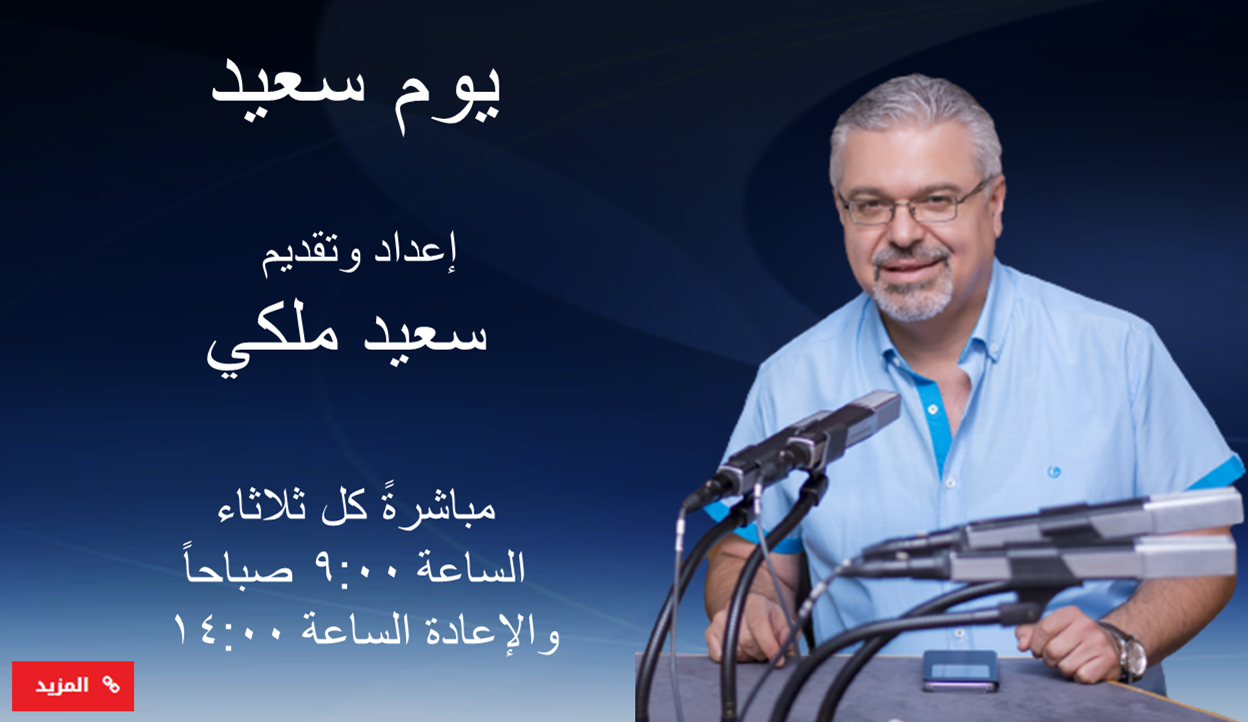 يوم سعيد
إعداد وتقديم
سعيد ملكي
مباشرةً كل ثلاثاء
الساعة ٩:٠٠ صباحاً
والإعادة الساعة ١٤:٠٠
المزيد